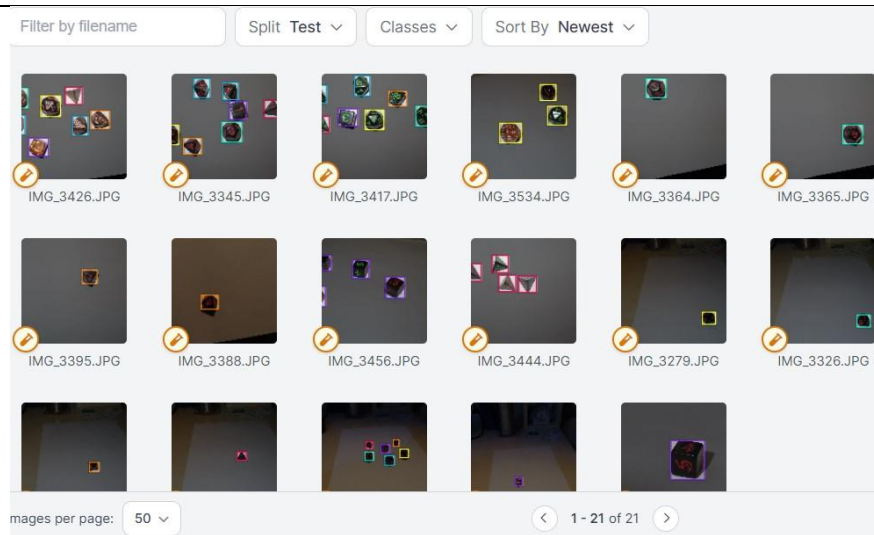 Filter by filename
Split Test
Classes
Sort By Newest
IMG_3426.JPG
IMG_3345.JPG
IMG_3417.JPG
IMG_3534.JPG
IMG_3364.JPG
IMG_3365.JPG
IMG_3395.JPG
IMG_3388.JPG
IMG_3456.JPG
IMG_3444.JPG
IMG_3279.JPG
IMG_3326.JPG
mages per page: 50
1 - 21 of 21